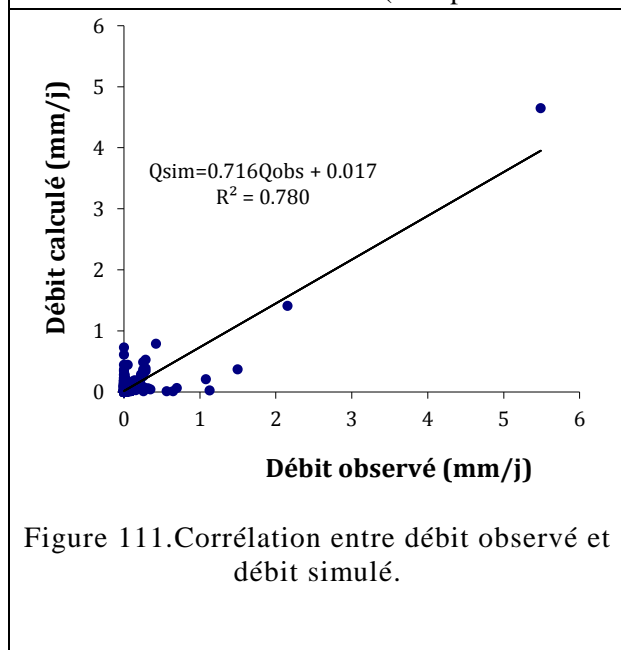 6
5
4
3
2
1
0
Débit calculé (mm/j)
Qsim=0.716Qobs + 0.017
R² = 0.780
0 1 2 3 4 5 6
Débit observé (mm/j)
Figure 111.Corrélation entre débit observé et
débit simulé.